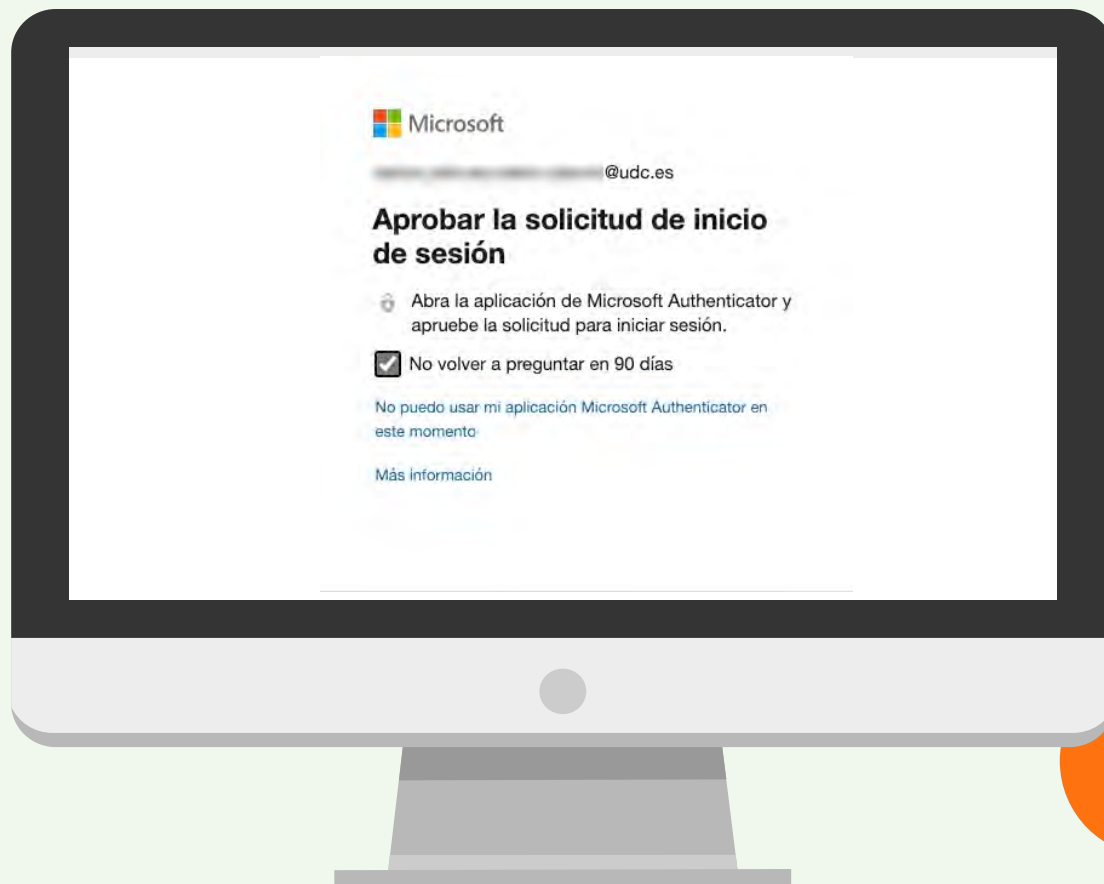 Microsoft
@udc.es
Aprobar la solicitud de inicio
de sesión
Abra la aplicación de Microsoft Authenticator y
apruebe la solicitud para iniciar sesión.
No volver a preguntar en 90 días
No puedo usar mi aplicación Microsoft Authenticator en
este momento
Más información